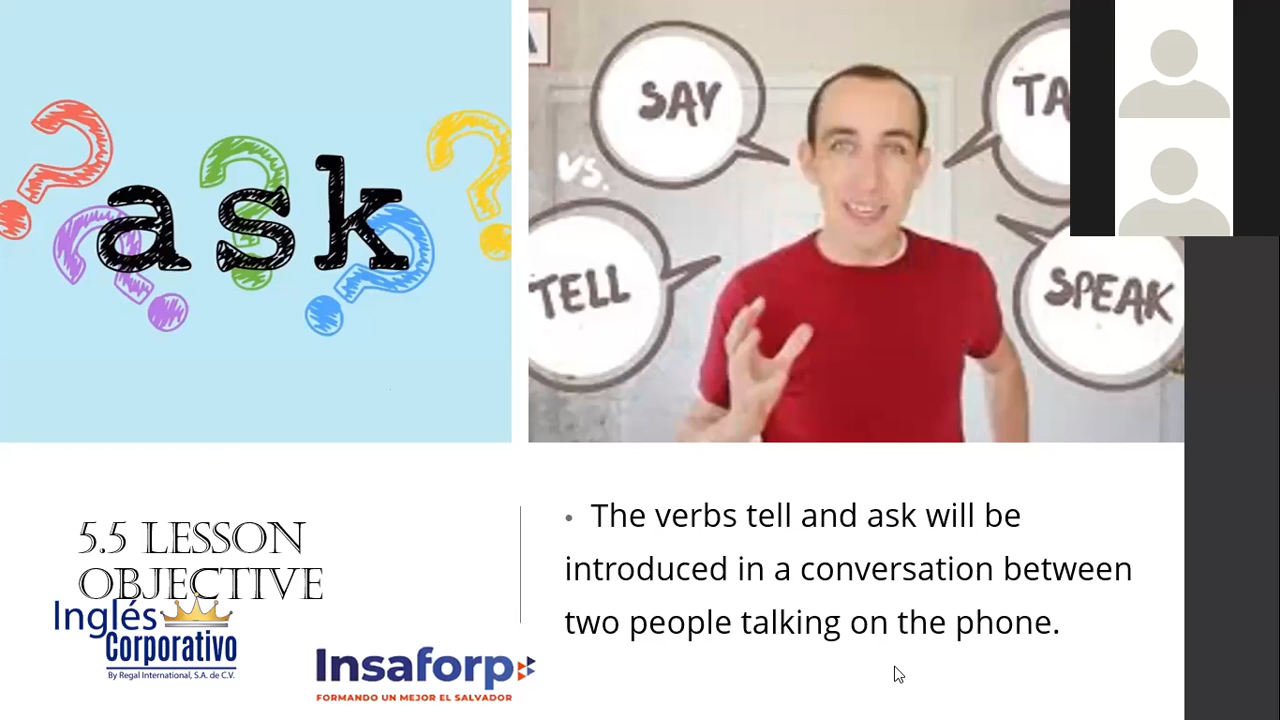 ask
SAY
vs.
TELL
SPEAK
5.5 LESSON
OBJECTIVE
• The verbs tell and ask will be
introduced in a conversation between
two people talking on the phone.
Inglés
Corporativo
By Regal International, S.A. de C.V.
Insaforp
FORMANDO UN MEJOR EL SALVADOR